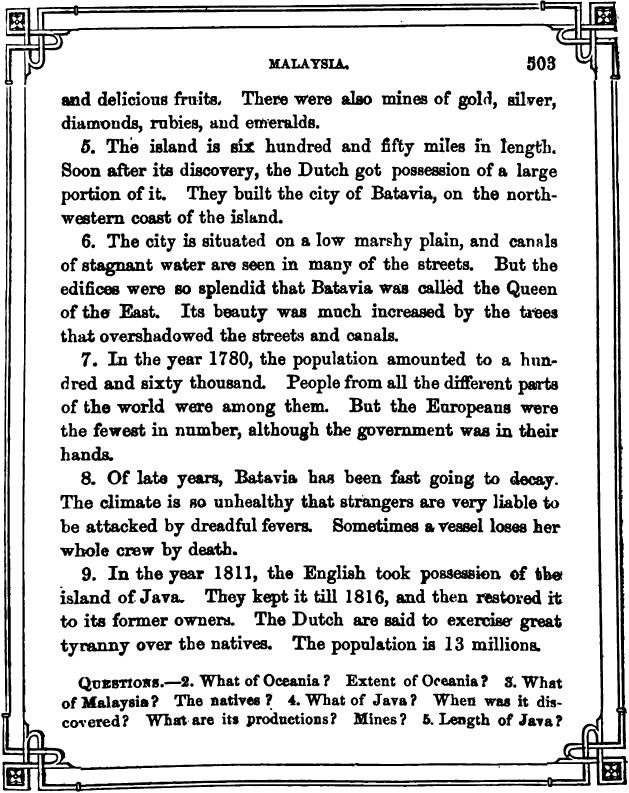 MALAYSIA. 503
and delicious fruits. There were also mines of gold, silver,
diamonds, rubies, and emeralds.
5. The island is six hundred and fifty miles in length.
Soon after its discovery, the Dutch got possession of a large
portion of it. They built the city of Batavia, on the north-
western coast of the island.
6. The city is situated on a low marshy plain, and canals
of stagnant water are seen in many of the streets. But the
edifices were so splendid that Batavia was called the Queen
of the East. Its beauty was much increased by the trees
that overshadowed the streets and canals.
7. In the year 1780, the population amounted to a hun-
dred and sixty thousand. People from all the different parts
of the world were among them. But the Europeans were
the fewest in number, although the government was in their
hands.
8. Of late years, Batavia has been fast going to decay.
The climate is so unhealthy that strangers are very liable to
be attacked by dreadful fevers. Sometimes a vessel loses her
whole crew by death.
9. In the year 1811, the English took possession of the
island of Java. They kept it till 1816, and then restored it
to its former owners. The Dutch are said to exercise great
tyranny over the natives. The population is 13 millions.
QUESTIONS.—2. What of Oceania? Extent of Oceania? 3. What
of Malaysia? The natives? 4. What of Java? When was it dis-
covered? What are its productions? Mines? 5. Length of Java?